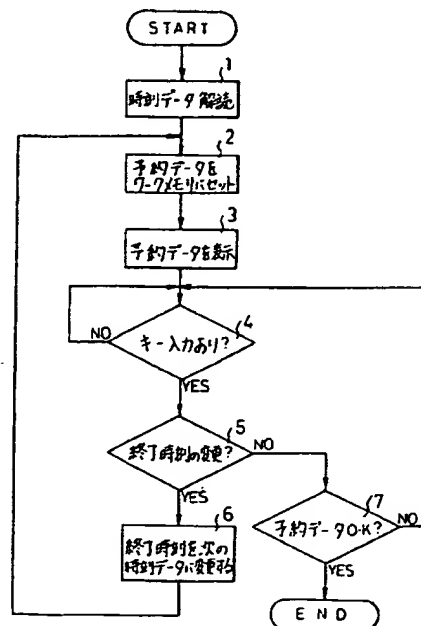 START
1
時刻データ解読
2
予約データを
ワークメモリにセット
3
予約データを表示
4
キー入力あり?
NO
YES
5
終了時刻の変更?
NO
YES
6
終了時刻を次の
時刻データに変更する
7
予約データO・K?
NO
YES
END